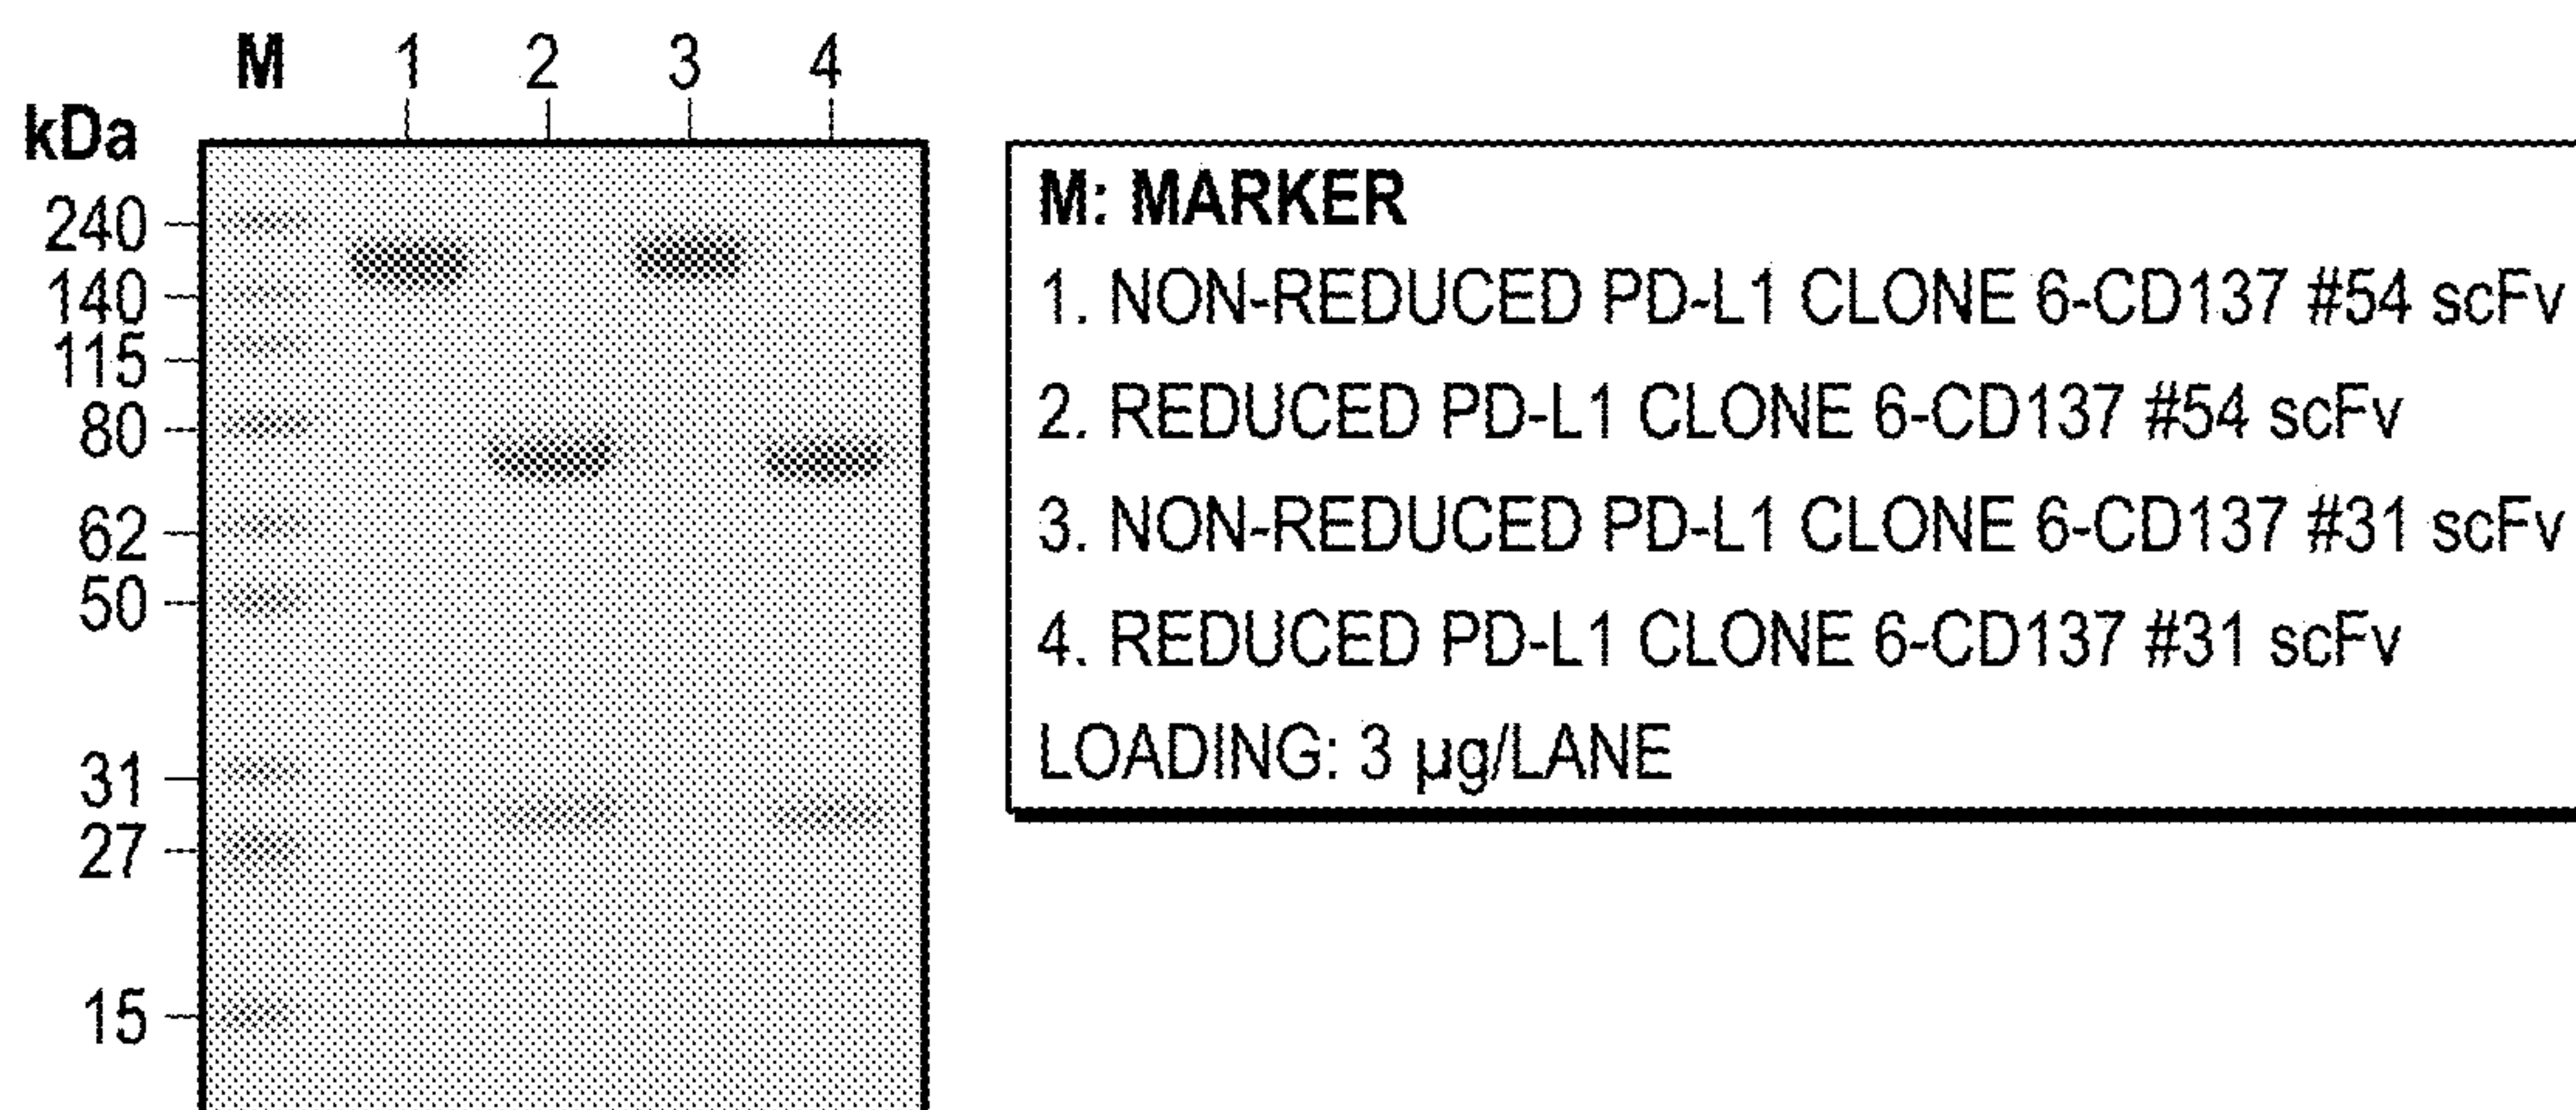 M 1 2 3 4
kDa
240
140
115
80
62
50
31
27
15
M: MARKER
1. NON-REDUCED PD-L1 CLONE 6-CD137 #54 scFv
2. REDUCED PD-L1 CLONE 6-CD137 #54 scFv
3. NON-REDUCED PD-L1 CLONE 6-CD137 #31 scFv
4. REDUCED PD-L1 CLONE 6-CD137 #31 scFv
LOADING: 3 µg/LANE